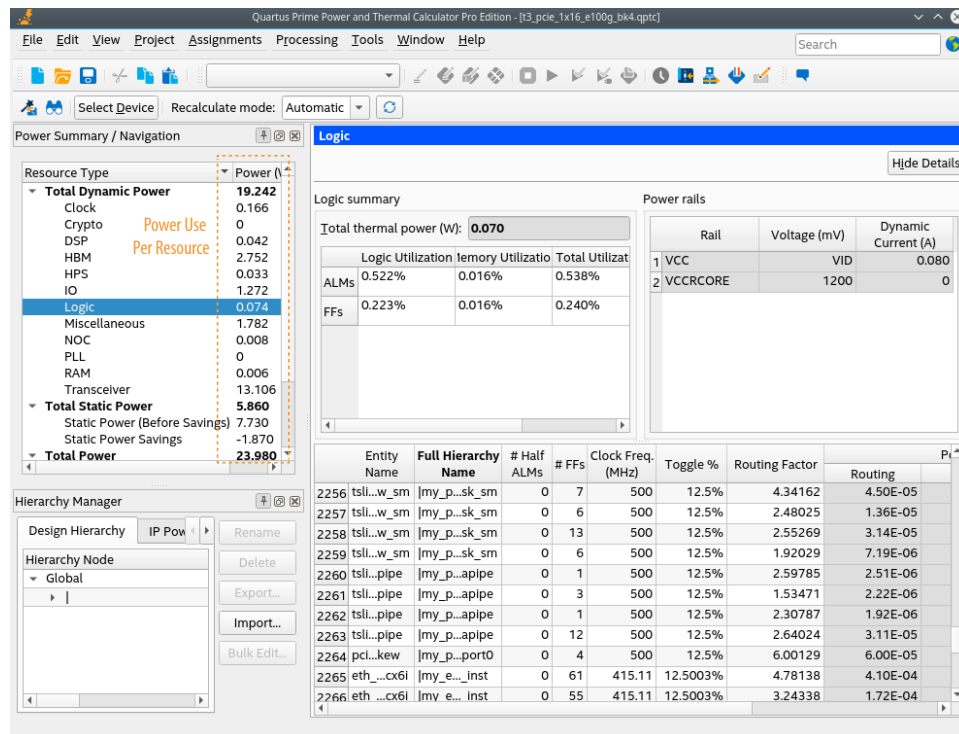 Quartus Prime Power and Thermal Calculator Pro Edition - [t3_pcie_1x16_e100g_bk4.qptc]
File Edit View Project Assignments Processing Tools Window Help
Search
Select Device Recalculate mode: Automatic
Power Summary / Navigation
Resource Type Power (
Total Dynamic Power 19.242
Clock 0.166
Crypto 0
DSP 0.042
HBM 2.752
HPS 0.033
IO 1.272
Logic 0.074
Miscellaneous 1.782
NOC 0.008
PLL 0
RAM 0.006
Transceiver 13.106
Total Static Power 5.860
Static Power (Before Savings) 7.730
Static Power Savings -1.870
Total Power 23.980
Power Use
Per Resource
Hierarchy Manager
Design Hierarchy IP Pow
Hierarchy Node
Global
|
Rename
Delete
Export...
Import...
Bulk Edit...
Logic
Hide Details
Logic summary
Total thermal power (W): 0.070
Logic Utilization lemory Utilizatio Total Utilizat
ALMs 0.522% 0.016% 0.538%
FFs 0.223% 0.016% 0.240%
Power rails
Rail Voltage (mV) Dynamic
Current (A)
1 VCC VID 0.080
2 VCCRCORE 1200 0
Entity
Name
Full Hierarchy
Name
# Half
ALMs
# FFs
Clock Freq.
(MHz)
Toggle %
Routing Factor
Routing
2256 tsli...w_sm |my_p...sk_sm 0 7 500 12.5% 4.34162 4.50E-05
2257 tsli...w_sm |my_p...sk_sm 0 6 500 12.5% 2.48025 1.36E-05
2258 tsli...w_sm |my_p...sk_sm 0 13 500 12.5% 2.55269 3.14E-05
2259 tsli...w_sm |my_p...sk_sm 0 6 500 12.5% 1.92029 7.19E-06
2260 tsli...pipe |my_p...apipe 0 1 500 12.5% 2.59785 2.51E-06
2261 tsli...pipe |my_p...apipe 0 3 500 12.5% 1.53471 2.22E-06
2262 tsli...pipe |my_p...apipe 0 1 500 12.5% 2.30787 1.92E-06
2263 tsli...pipe |my_p...apipe 0 12 500 12.5% 2.64024 3.11E-05
2264 pci...kew |my_p...port0 0 4 500 12.5% 6.00129 6.00E-05
2265 eth_...cx6i |my_e..._inst 0 61 415.11 12.5003% 4.78138 4.10E-04
2266 eth_...cx6i |my_e..._inst 0 55 415.11 12.5003% 3.24338 1.72E-04